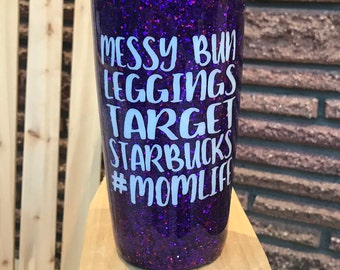 MESSY BUN
LEGGINGS
TARGET
STARBUCKS
#MOMLIFE